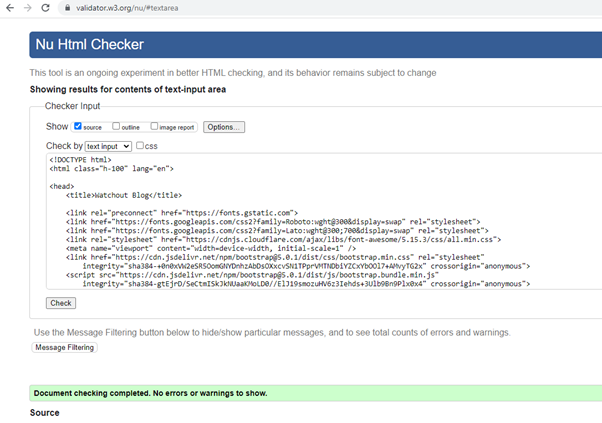 validator.w3.org/nu/#textarea
Nu Html Checker
This tool is an ongoing experiment in better HTML checking, and its behavior remains subject to change
Showing results for contents of text-input area
Checker Input
Show source outline image report Options...
Check by text input css
<!DOCTYPE html>
<html class="h-100" lang="en">
<head>
<title>Watchout Blog</title>
<link rel="preconnect" href="https://fonts.gstatic.com">
<link href="https://fonts.googleapis.com/css2?family=Roboto:wght@300&display=swap" rel="stylesheet">
<link href="https://fonts.googleapis.com/css2?family=Lato:wght@300;700&display=swap" rel="stylesheet">
<link rel="stylesheet" href="https://cdnjs.cloudflare.com/ajax/libs/font-awesome/5.15.3/css/all.min.css">
<meta name="viewport" content="width=device-width, initial-scale=1" />
<link href="https://cdn.jsdelivr.net/npm/bootstrap@5.0.1/dist/css/bootstrap.min.css" rel="stylesheet"
integrity="sha384-+0n0xVW2eSR5OomGNYDnhzAbDsOXxcvSN1TPprVMTNDbiYZCxYbOOl7+AMvyTG2x" crossorigin="anonymous">
<script src="https://cdn.jsdelivr.net/npm/bootstrap@5.0.1/dist/js/bootstrap.bundle.min.js"
integrity="sha384-gtEjrD/SeCtmISkJkNUaaKMoLD0//ElJ19smozuHV6z3Iehds+3Ulb9Bn9Plx0x4" crossorigin="anonymous">
Check
Use the Message Filtering button below to hide/show particular messages, and to see total counts of errors and warnings.
Message Filtering
Document checking completed. No errors or warnings to show.
Source